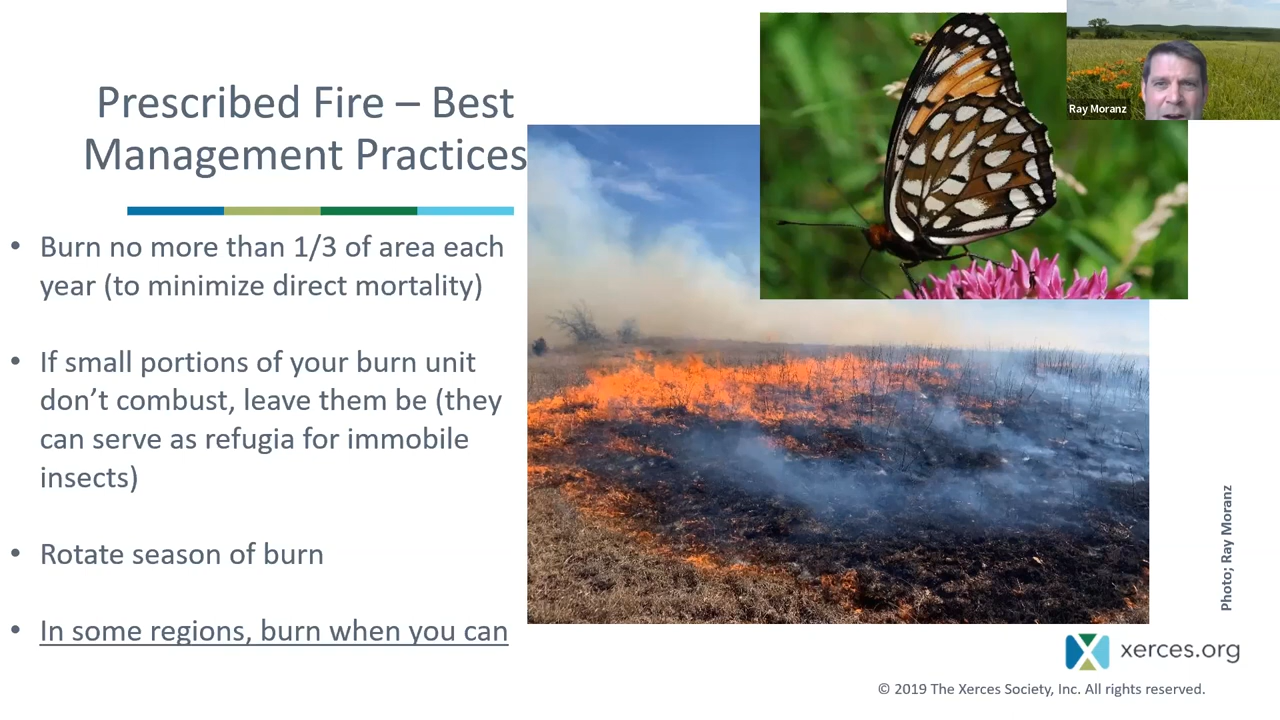 Prescribed Fire – Best
Management Practices
• Burn no more than 1/3 of area each
year (to minimize direct mortality)
• If small portions of your burn unit
don’t combust, leave them be (they
can serve as refugia for immobile
insects)
• Rotate season of burn
• In some regions, burn when you can
Ray Moranz
Photo; Ray Moranz
xerces.org
© 2019 The Xerces Society, Inc. All rights reserved.